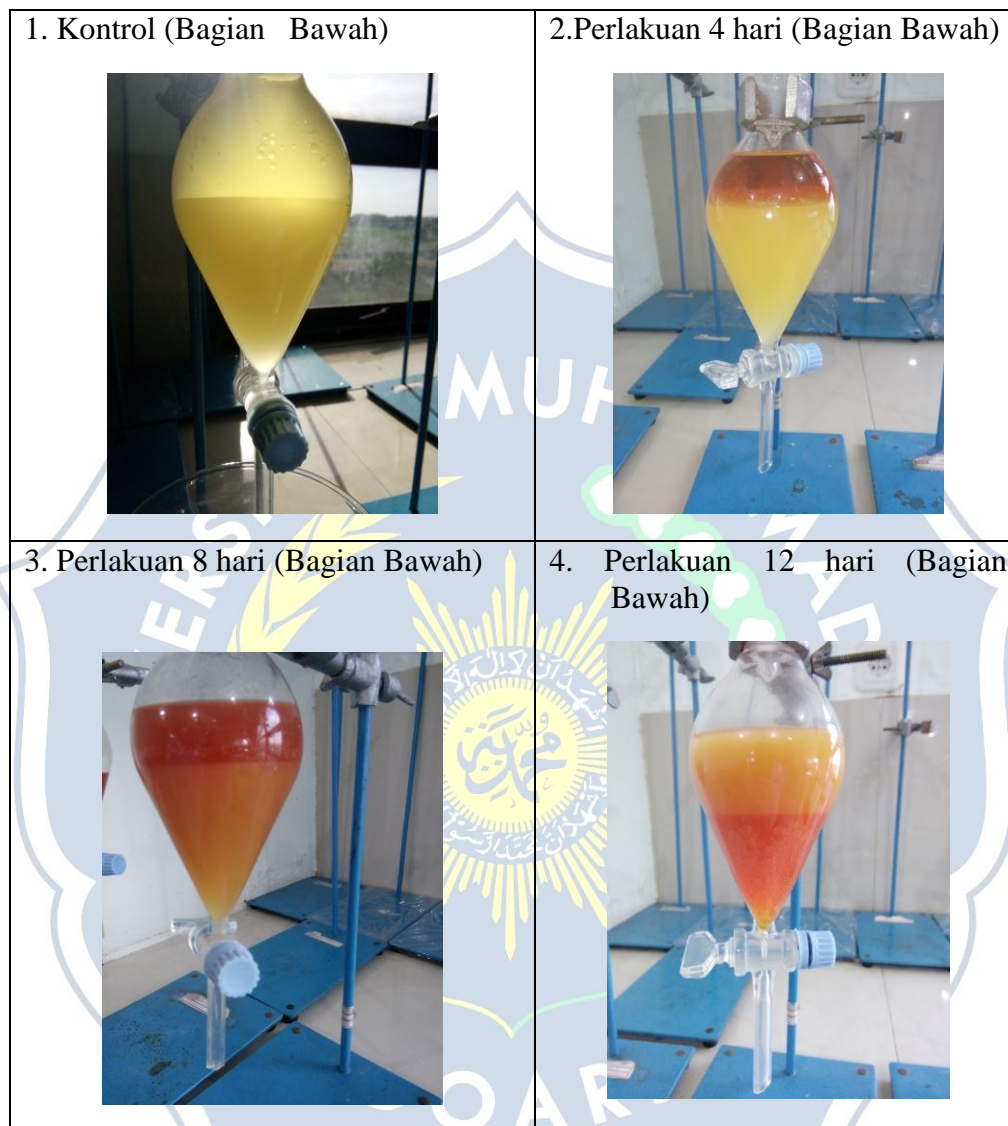 1. Kontrol (Bagian Bawah)
2.Perlakuan 4 hari (Bagian Bawah)
3. Perlakuan 8 hari (Bagian Bawah)
4. Perlakuan 12 hari (Bagian
Bawah)
MUH